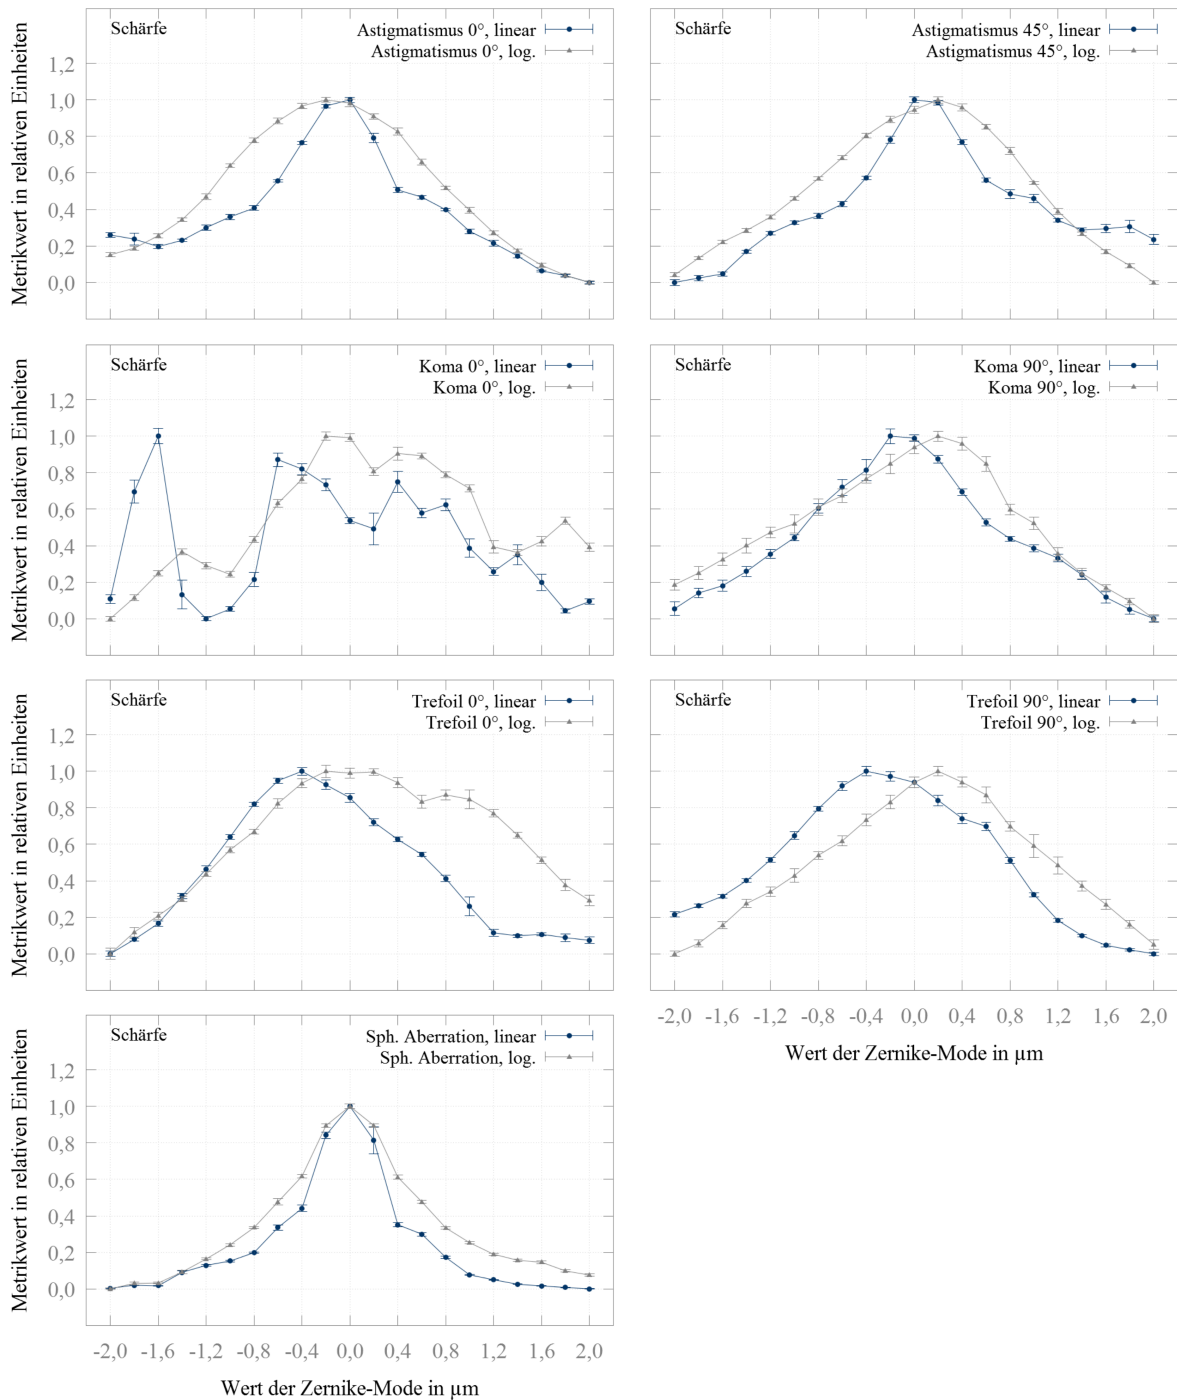 Schärfe
Astigmatismus 0°, linear
Astigmatismus 0°, log.
Metrikwert in relativen Einheiten
1,2
1,0
0,8
0,6
0,4
0,2
0,0
Schärfe
Astigmatismus 45°, linear
Astigmatismus 45°, log.
Schärfe
Koma 0°, linear
Koma 0°, log.
Metrikwert in relativen Einheiten
1,2
1,0
0,8
0,6
0,4
0,2
0,0
Schärfe
Koma 90°, linear
Koma 90°, log.
Schärfe
Trefoil 0°, linear
Trefoil 0°, log.
Metrikwert in relativen Einheiten
1,2
1,0
0,8
0,6
0,4
0,2
0,0
Schärfe
Trefoil 90°, linear
Trefoil 90°, log.
-2,0 -1,6 -1,2 -0,8 -0,4 0,0 0,4 0,8 1,2 1,6 2,0
Wert der Zernike-Mode in µm
Schärfe
Sph. Aberration, linear
Sph. Aberration, log.
Metrikwert in relativen Einheiten
1,2
1,0
0,8
0,6
0,4
0,2
0,0
-2,0 -1,6 -1,2 -0,8 -0,4 0,0 0,4 0,8 1,2 1,6 2,0
Wert der Zernike-Mode in µm